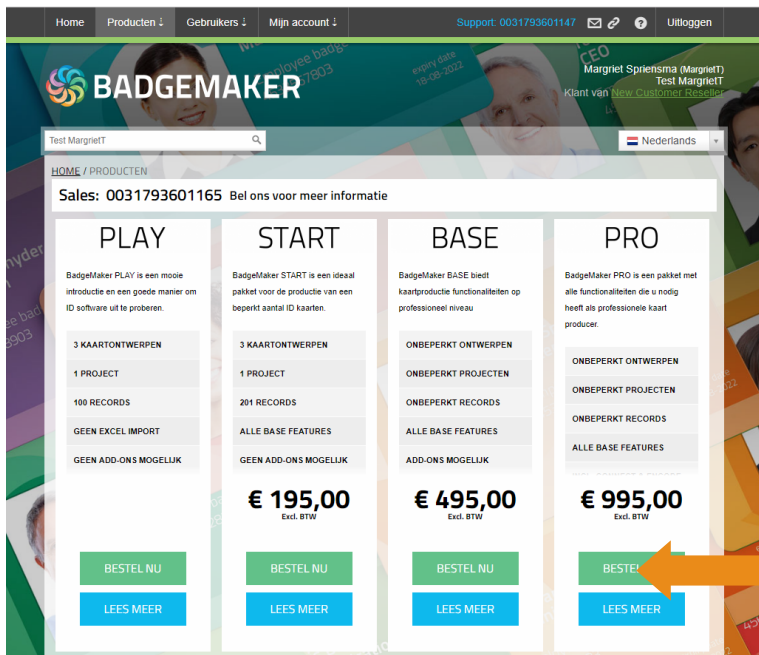 Home Producten Gebruikers Mijn account Support: 0031793601147 Uitloggen
BADGEMAKER
Margriet Spriensma (MargrietT)
Test MargrietT
Klant van New Customer Reseller
Test MargrietT
Nederlands
HOME / PRODUCTEN
Sales: 0031793601165 Bel ons voor meer informatie
PLAY
BadgeMaker PLAY is een mooie
introductie en een goede manier om
ID software uit te proberen.
3 KAARTONTWERPEN
1 PROJECT
100 RECORDS
GEEN EXCEL IMPORT
GEEN ADD-ONS MOGELIJK
BESTEL NU
LEES MEER
START
BadgeMaker START is een ideaal
pakket voor de productie van een
beperkt aantal ID kaarten.
3 KAARTONTWERPEN
1 PROJECT
201 RECORDS
ALLE BASE FEATURES
GEEN ADD-ONS MOGELIJK
€ 195,00
Excl. BTW
BESTEL NU
LEES MEER
BASE
BadgeMaker BASE biedt
kaartproductie functionaliteiten op
professioneel niveau
ONBEPERKT ONTWERPEN
ONBEPERKT PROJECTEN
ONBEPERKT RECORDS
ALLE BASE FEATURES
ADD-ONS MOGELIJK
€ 495,00
Excl. BTW
BESTEL NU
LEES MEER
PRO
BadgeMaker PRO is een pakket met
alle functionaliteiten die u nodig
heeft als professionele kaart
producer.
ONBEPERKT ONTWERPEN
ONBEPERKT PROJECTEN
ONBEPERKT RECORDS
ALLE BASE FEATURES
€ 995,00
Excl. BTW
BESTE
LEES MEER